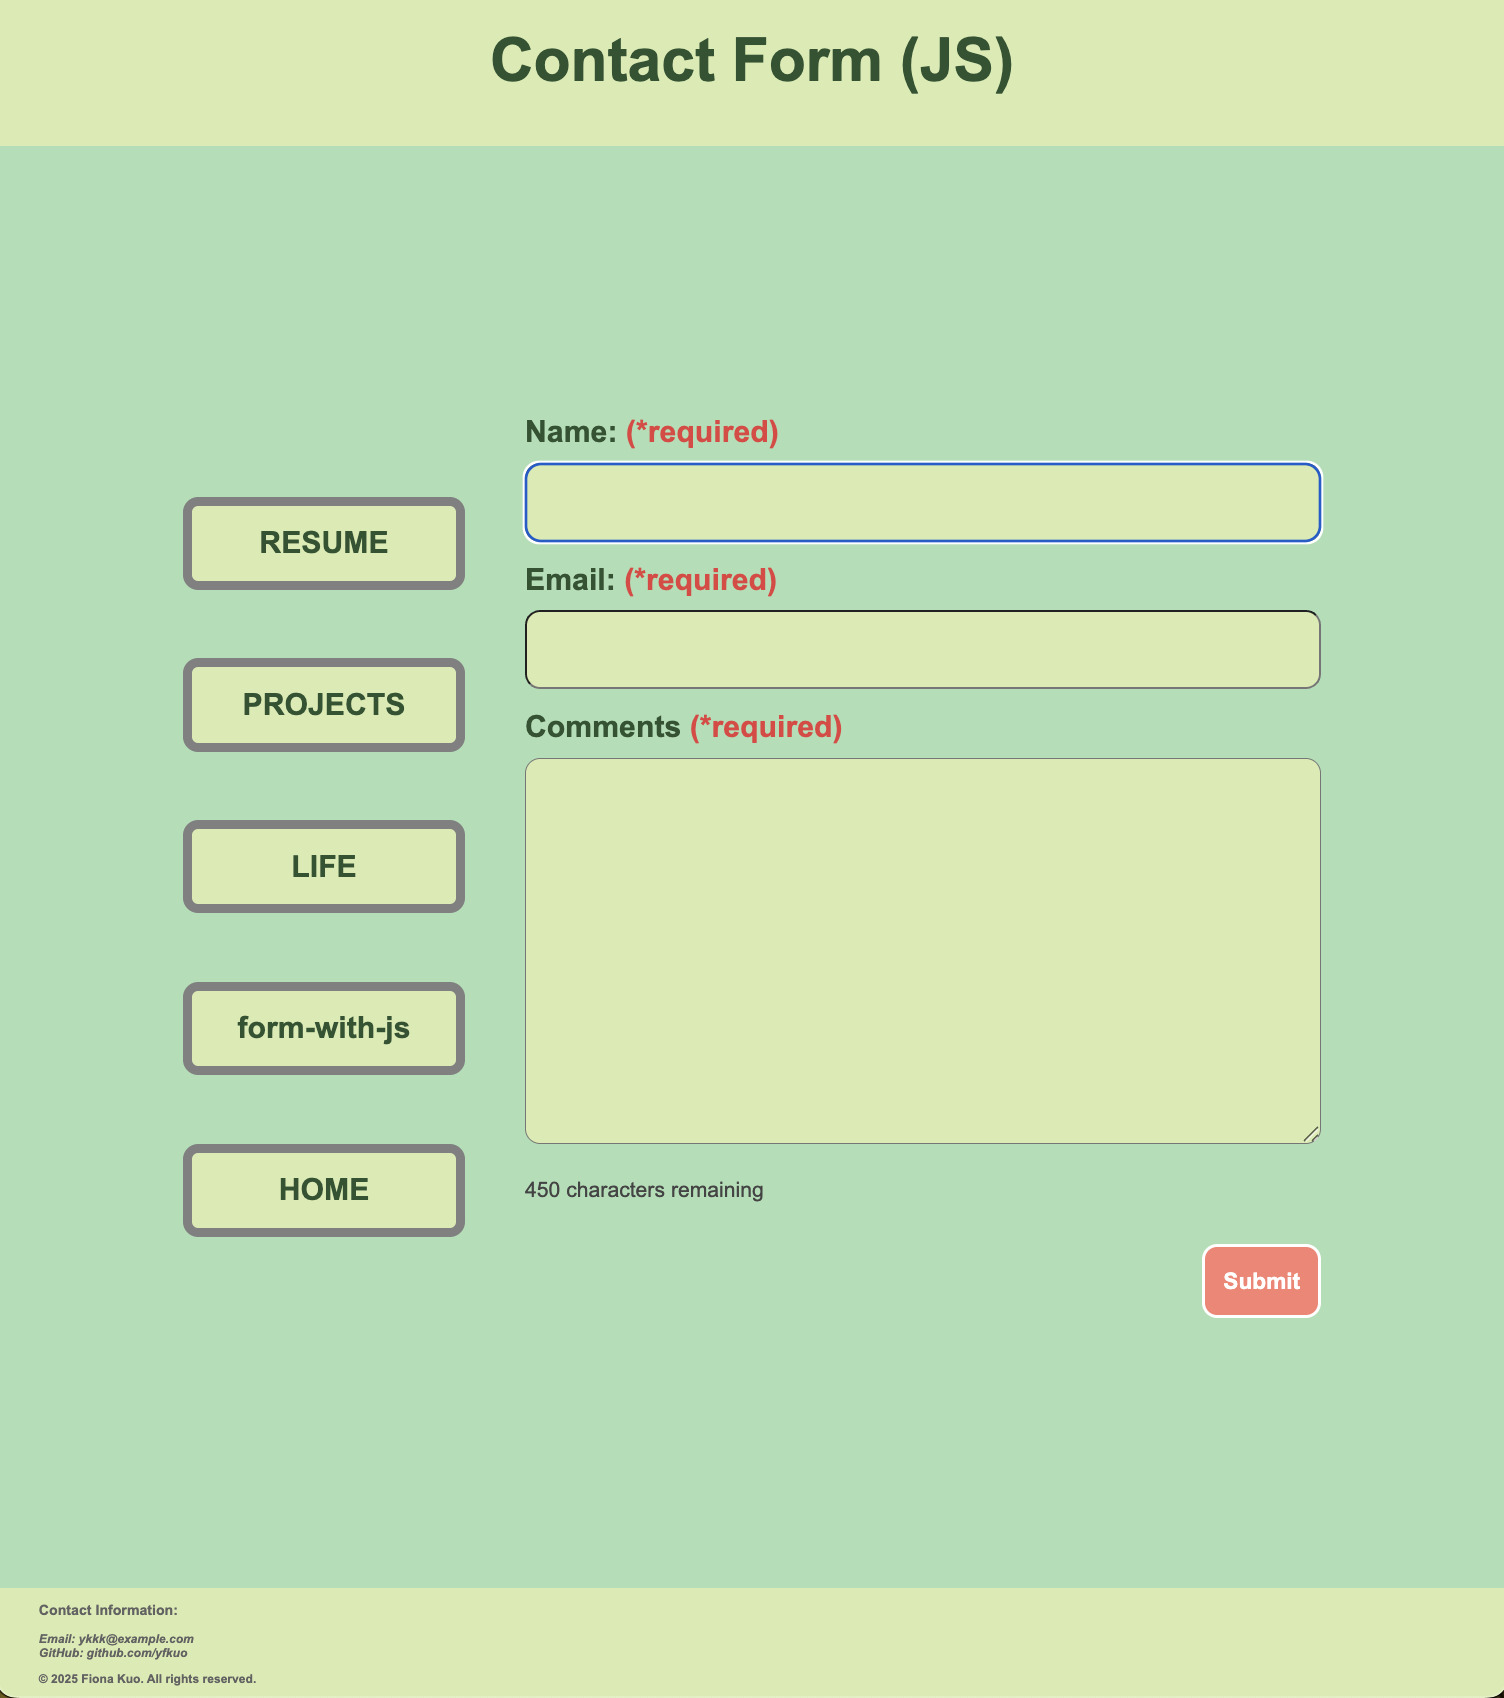 Contact Form (JS)
RESUME
PROJECTS
LIFE
form-with-js
HOME
Name: (*required)
Email: (*required)
Comments (*required)
450 characters remaining
Submit
Contact Information:
Email: ykkk@example.com
GitHub: github.com/yfkuo
© 2025 Fiona Kuo. All rights reserved.